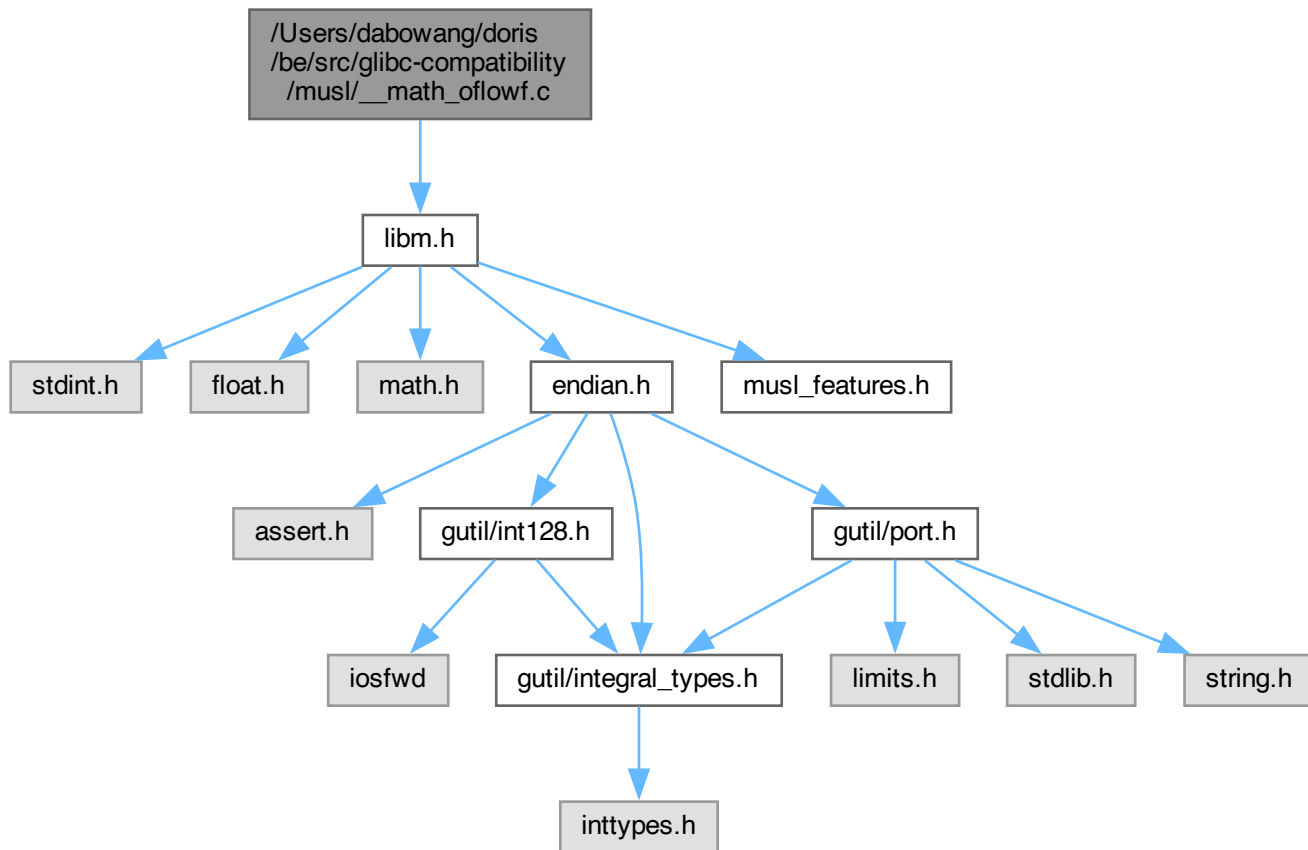 /Users/dabowang/doris
/be/src/glibc-compatibility
/musl/__math_oflowf.c
libm.h
stdint.h
float.h
math.h
endian.h
musl_features.h
assert.h
gutil/int128.h
gutil/port.h
iosfwd
gutil/integral_types.h
limits.h
stdlib.h
string.h
inttypes.h